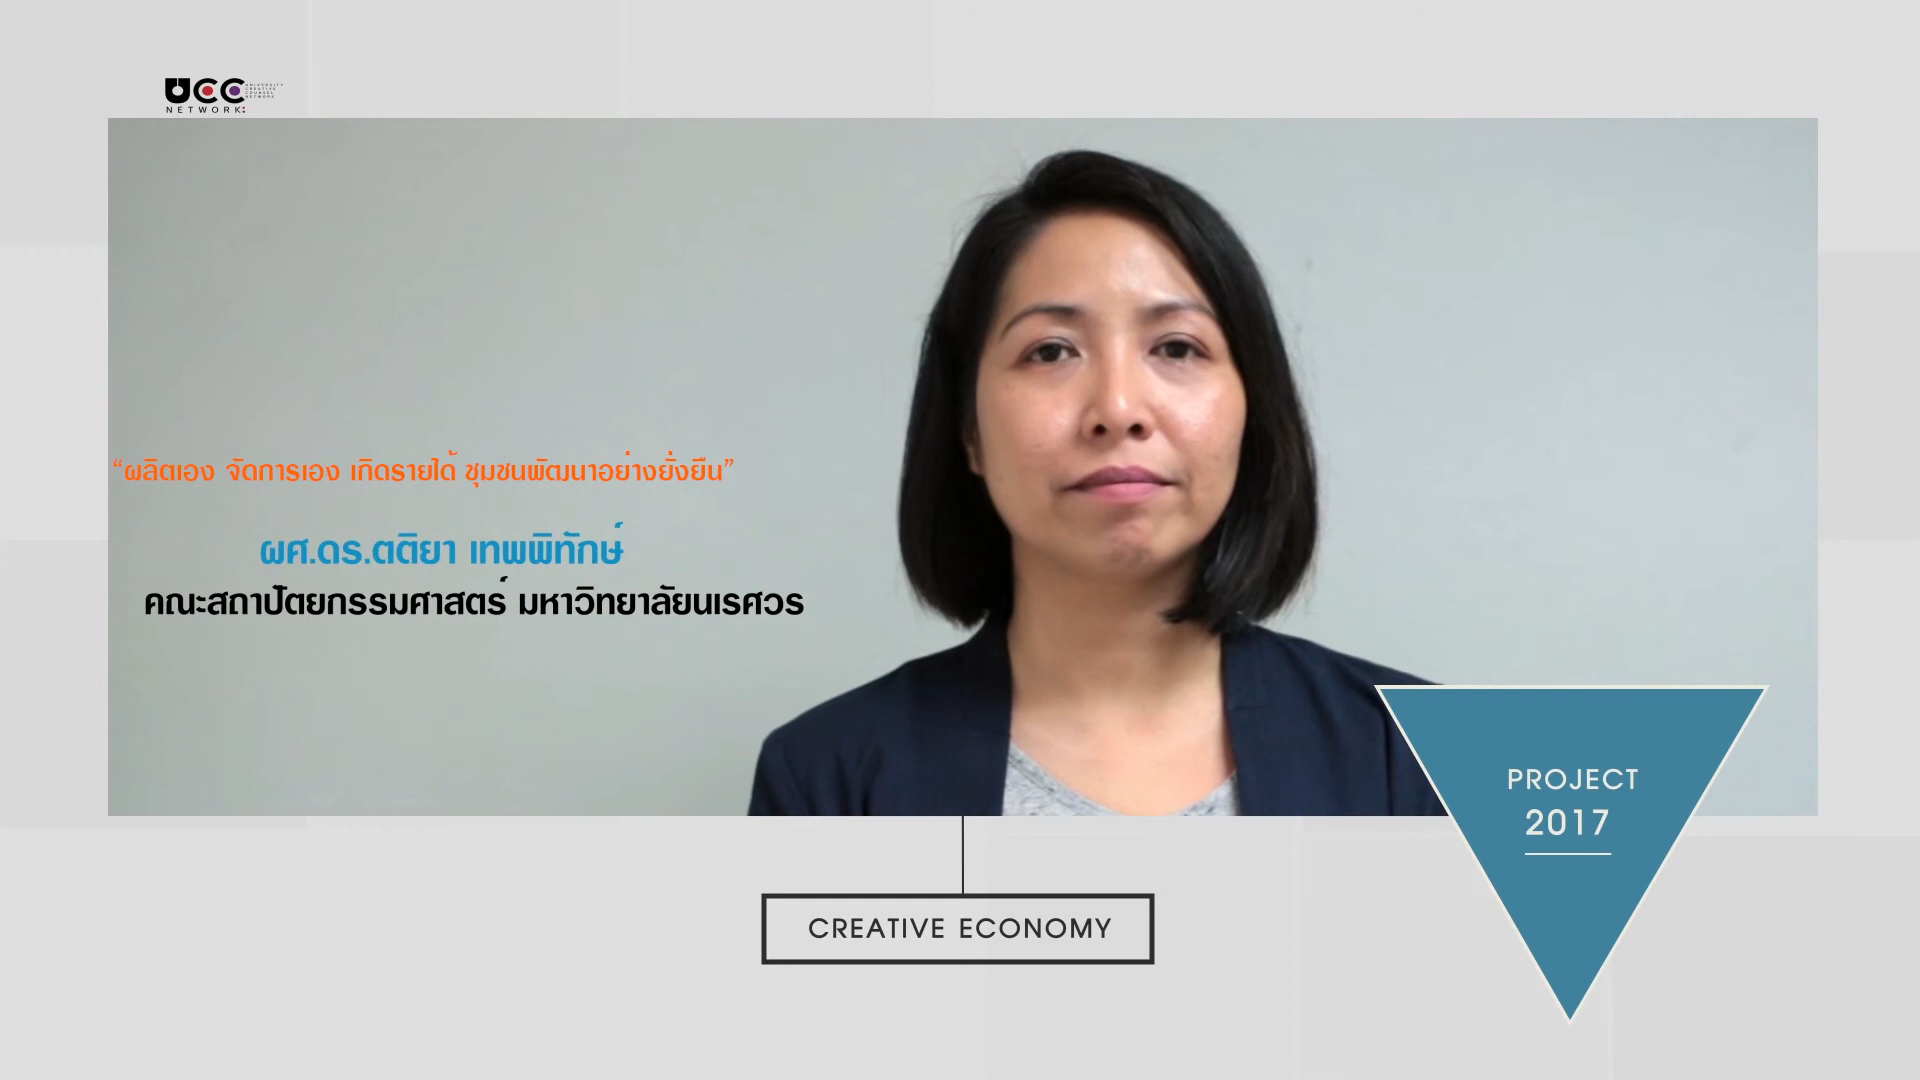 UCC
UNIVERSITY
CREATIVE
COUNSEL
NETWORK
NETWORK:
“ผลิตเอง จัดการเอง เกิดรายได้ ชุมชนพัฒนาอย่างยั่งยืน”
ผศ.ดร.ตติยา เทพพิทักษ์
คณะสถาปัตยกรรมศาสตร์ มหาวิทยาลัยนเรศวร
PROJECT
2017
CREATIVE ECONOMY